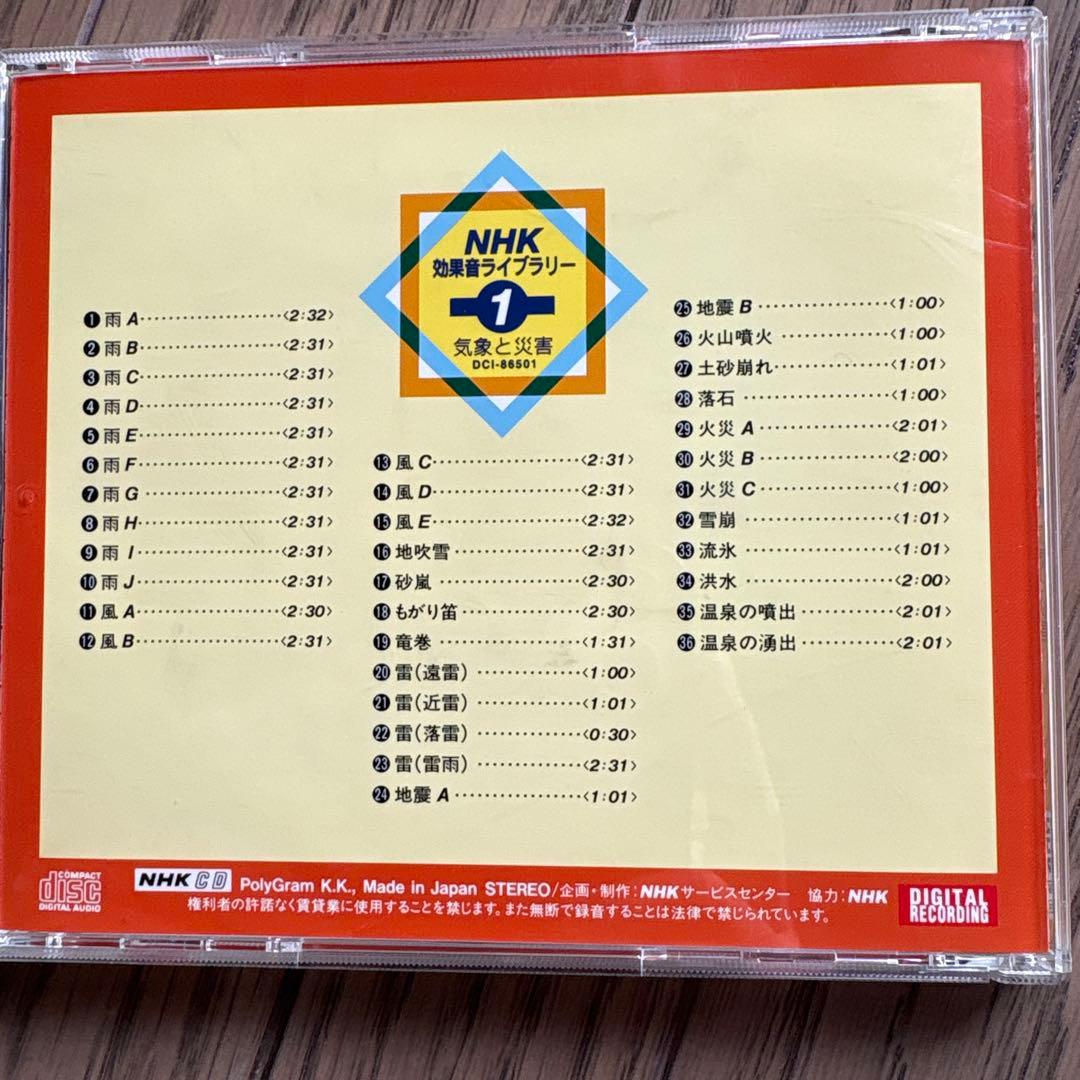 NHK
効果音ライブラリー
1
気象と災害
DCI-86501
❶雨 A……〈2:32〉
❷雨 B……〈2:31〉
❸雨 C……〈2:31〉
❹雨 D……〈2:31〉
❺雨 E……〈2:31〉
❻雨 F……〈2:31〉
❼雨 G……〈2:31〉
❽雨 H……〈2:31〉
❾雨 I……〈2:31〉
❿雨 J……〈2:31〉
⓫風 A……〈2:30〉
⓬風 B……〈2:31〉
⓭風 C……〈2:31〉
⓮風 D……〈2:31〉
⓯風 E……〈2:32〉
⓰地吹雪……〈2:31〉
⓱砂嵐……〈2:30〉
⓲もがり笛……〈2:30〉
⓳竜巻……〈1:31〉
⓴雷(遠雷)……〈1:00〉
㉑雷(近雷)……〈1:01〉
㉒雷(落雷)……〈0:30〉
㉓雷(雷雨)……〈2:31〉
㉔地震 A……〈1:01〉
㉕地震 B……〈1:00〉
㉖火山噴火……〈1:00〉
㉗土砂崩れ……〈1:01〉
㉘落石……〈1:00〉
㉙火災 A……〈2:01〉
㉚火災 B……〈2:00〉
㉛火災 C……〈1:00〉
㉜雪崩……〈1:01〉
㉝流氷……〈1:01〉
㉞洪水……〈2:00〉
㉟温泉の噴出……〈2:01〉
㊱温泉の湧出……〈2:01〉
COMPACT
disc
DIGITAL AUDIO
NHK CD PolyGram K.K., Made in Japan STEREO/企画・制作:NHKサービスセンター 協力:NHK
権利者の許諾なく賃貸業に使用することを禁じます。また無断で録音することは法律で禁じられています。
DIGITAL
RECORDING